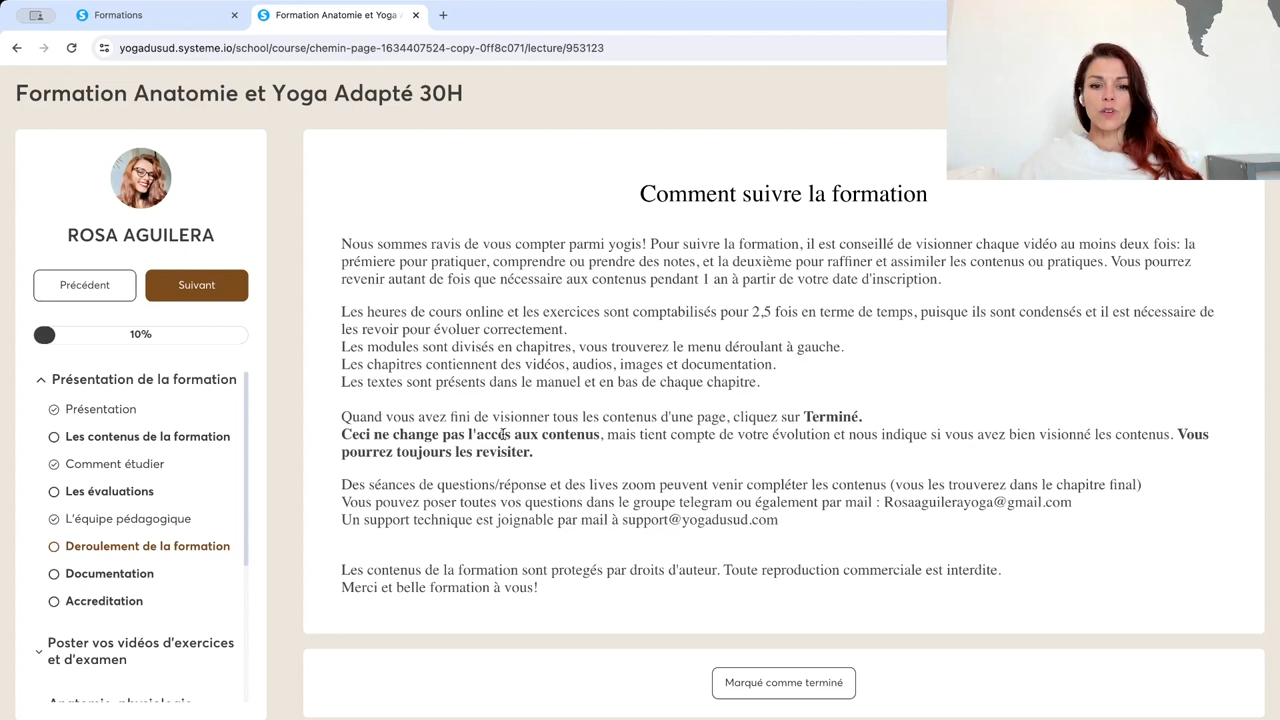 Formations
Formation Anatomie et Yoga A
yogadusud.systeme.io/school/course/chemin-page-1634407524-copy-0ff8c071/lecture/953123
Formation Anatomie et Yoga Adapté 30H
ROSA AGUILERA
Précédent
Suivant
10%
Présentation de la formation
Présentation
Les contenus de la formation
Comment étudier
Les évaluations
L'équipe pédagogique
Deroulement de la formation
Documentation
Accreditation
Poster vos vidéos d'exercices
et d'examen
Anatomie, physiologie
Comment suivre la formation
Nous sommes ravis de vous compter parmi yogis! Pour suivre la formation, il est conseillé de visionner chaque vidéo au moins deux fois: la
prémiere pour pratiquer, comprendre ou prendre des notes, et la deuxième pour raffiner et assimiler les contenus ou pratiques. Vous pourrez
revenir autant de fois que nécessaire aux contenus pendant 1 an à partir de votre date d'inscription.
Les heures de cours online et les exercices sont comptabilisés pour 2,5 fois en terme de temps, puisque ils sont condensés et il est nécessaire de
les revoir pour évoluer correctement.
Les modules sont divisés en chapitres, vous trouverez le menu déroulant à gauche.
Les chapitres contiennent des vidéos, audios, images et documentation.
Les textes sont présents dans le manuel et en bas de chaque chapitre.
Quand vous avez fini de visionner tous les contenus d'une page, cliquez sur Terminé.
Ceci ne change pas l'accés aux contenus, mais tient compte de votre évolution et nous indique si vous avez bien visionné les contenus. Vous
pourrez toujours les revisiter.
Des séances de questions/réponse et des lives zoom peuvent venir compléter les contenus (vous les trouverez dans le chapitre final)
Vous pouvez poser toutes vos questions dans le groupe telegram ou également par mail : Rosaaguilerayoga@gmail.com
Un support technique est joignable par mail à support@yogadusud.com
Les contenus de la formation sont protegés par droits d'auteur. Toute reproduction commerciale est interdite.
Merci et belle formation à vous!
Marqué comme terminé